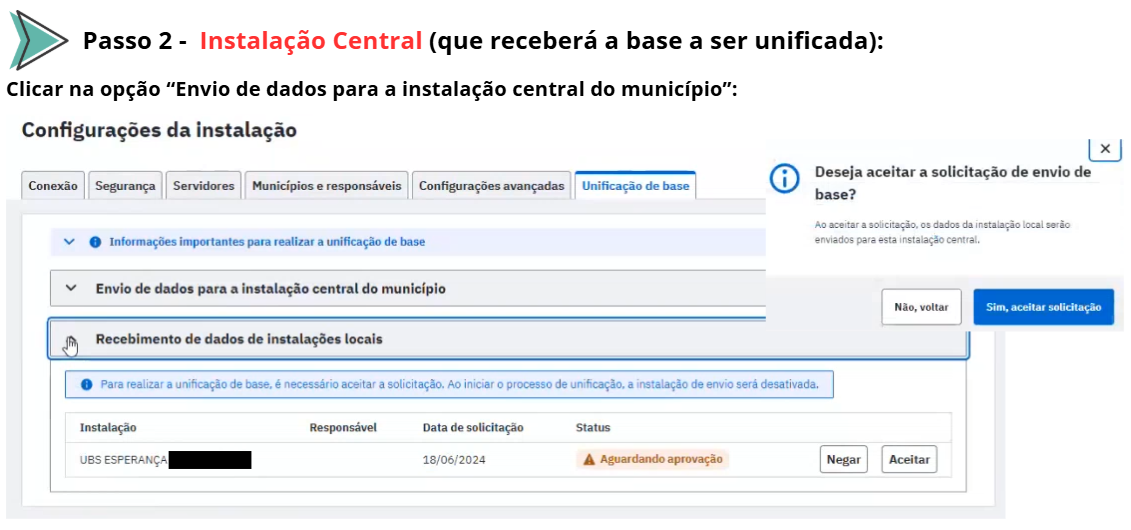 Passo 2 - Instalação Central (que receberá a base a ser unificada):
Clicar na opção “Envio de dados para a instalação central do município”:
Configurações da instalação
Conexão Segurança Servidores Municípios e responsáveis Configurações avançadas Unificação de base
Informações importantes para realizar a unificação de base
Envio de dados para a instalação central do município
Recebimento de dados de instalações locais
Para realizar a unificação de base, é necessário aceitar a solicitação. Ao iniciar o processo de unificação, a instalação de envio será desativada.
Instalação Responsável Data de solicitação Status
UBS ESPERANÇA 18/06/2024 Aguardando aprovação Negar Aceitar
Deseja aceitar a solicitação de envio de
base?
Ao aceitar a solicitação, os dados da instalação local serão
enviados para esta instalação central.
Não, voltar Sim, aceitar solicitação